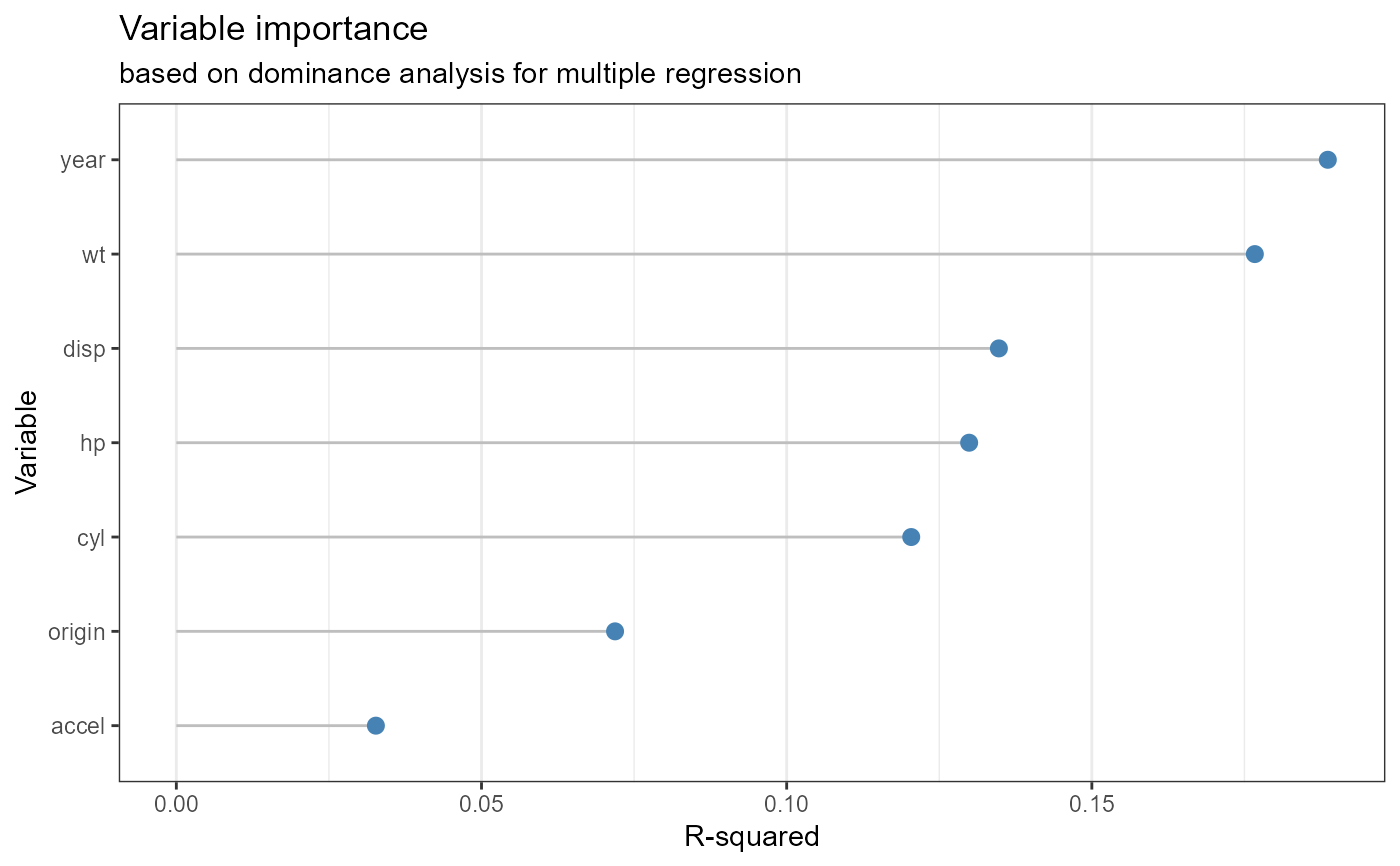 Variable importance
based on dominance analysis for multiple regression
Variable
year
wt
disp
hp
cyl
origin
accel
0.00 0.05 0.10 0.15
R-squared